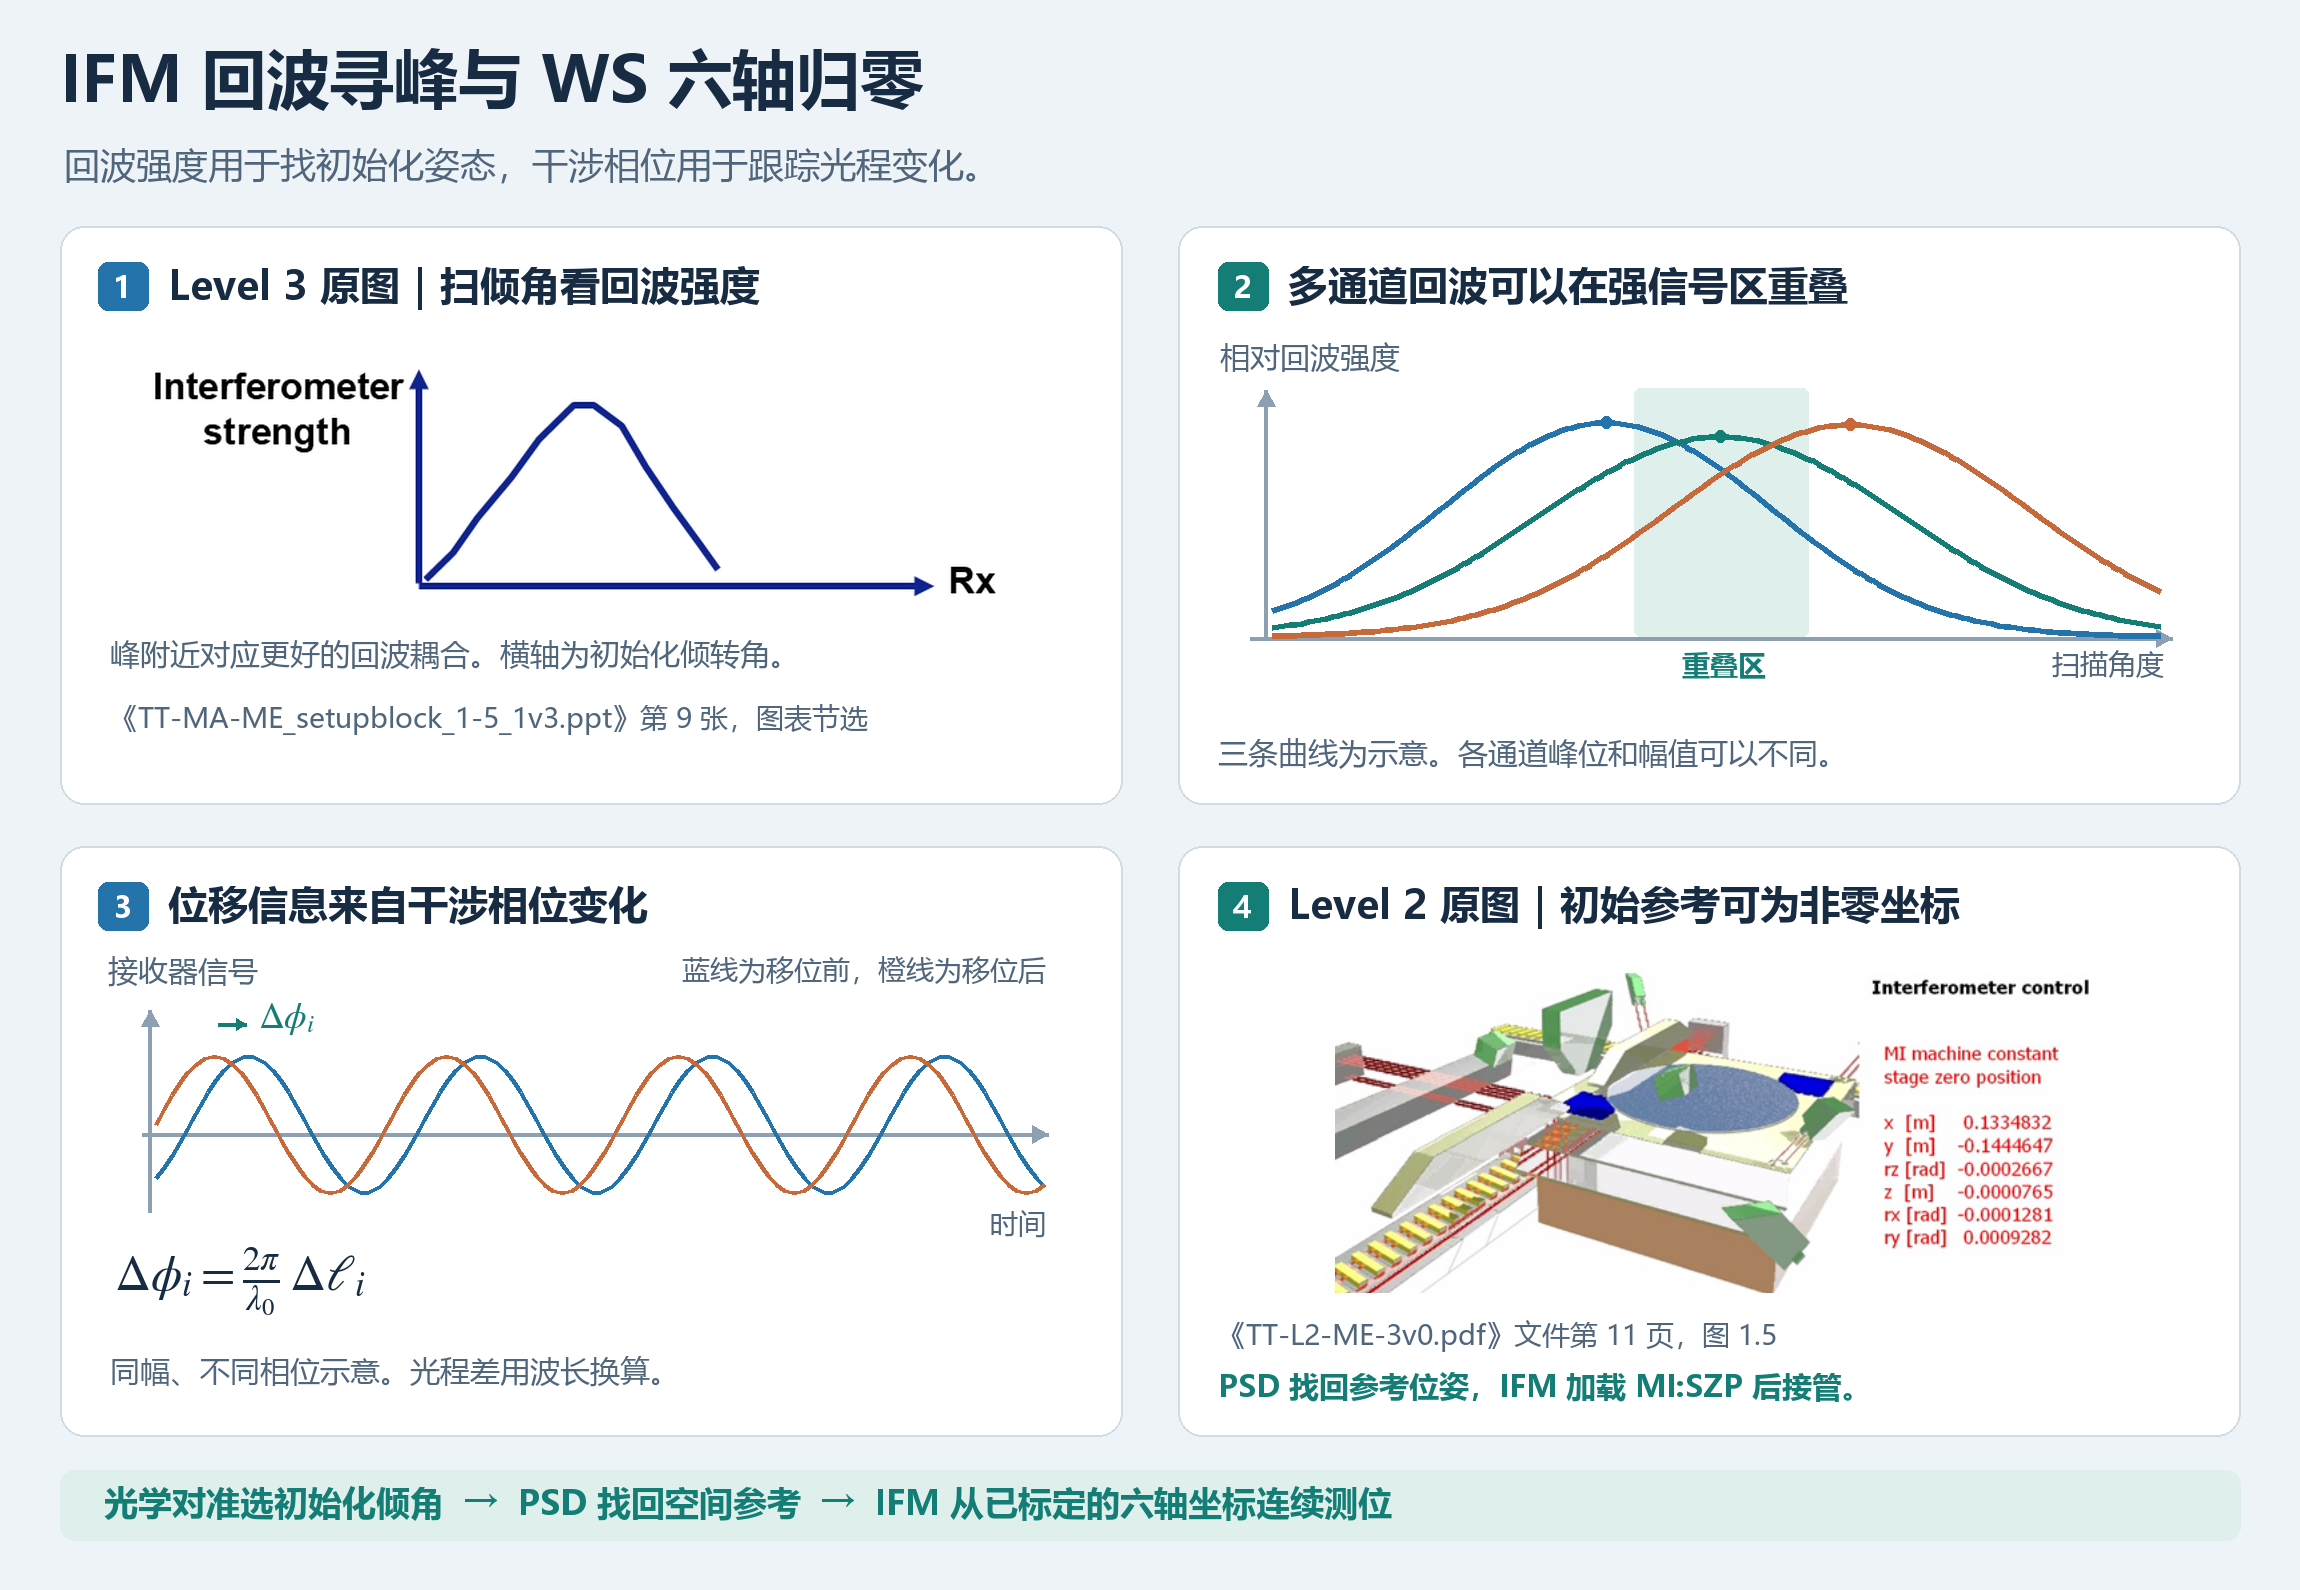 IFM 回波寻峰与 WS 六轴归零
回波强度用于找初始化姿态，干涉相位用于跟踪光程变化。
1 Level 3 原图｜扫倾角看回波强度
Interferometer
strength
Rx
峰附近对应更好的回波耦合。横轴为初始化倾转角。
《TT-MA-ME_setupblock_1-5_1v3.ppt》第 9 张，图表节选
2 多通道回波可以在强信号区重叠
相对回波强度
重叠区
扫描角度
三条曲线为示意。各通道峰位和幅值可以不同。
3 位移信息来自干涉相位变化
接收器信号
蓝线为移位前，橙线为移位后
Δϕᵢ
时间
Δϕᵢ = 2π/λ₀ Δℓᵢ
同幅、不同相位示意。光程差用波长换算。
4 Level 2 原图｜初始参考可为非零坐标
Interferometer control
MI machine constant
stage zero position
x [m] 0.1334832
y [m] -0.1444647
rz [rad] -0.0002667
z [m] -0.0000765
rx [rad] -0.0001281
ry [rad] 0.0009282
《TT-L2-ME-3v0.pdf》文件第 11 页，图 1.5
PSD 找回参考位姿，IFM 加载 MI:SZP 后接管。
光学对准选初始化倾角 → PSD 找回空间参考 → IFM 从已标定的六轴坐标连续测位